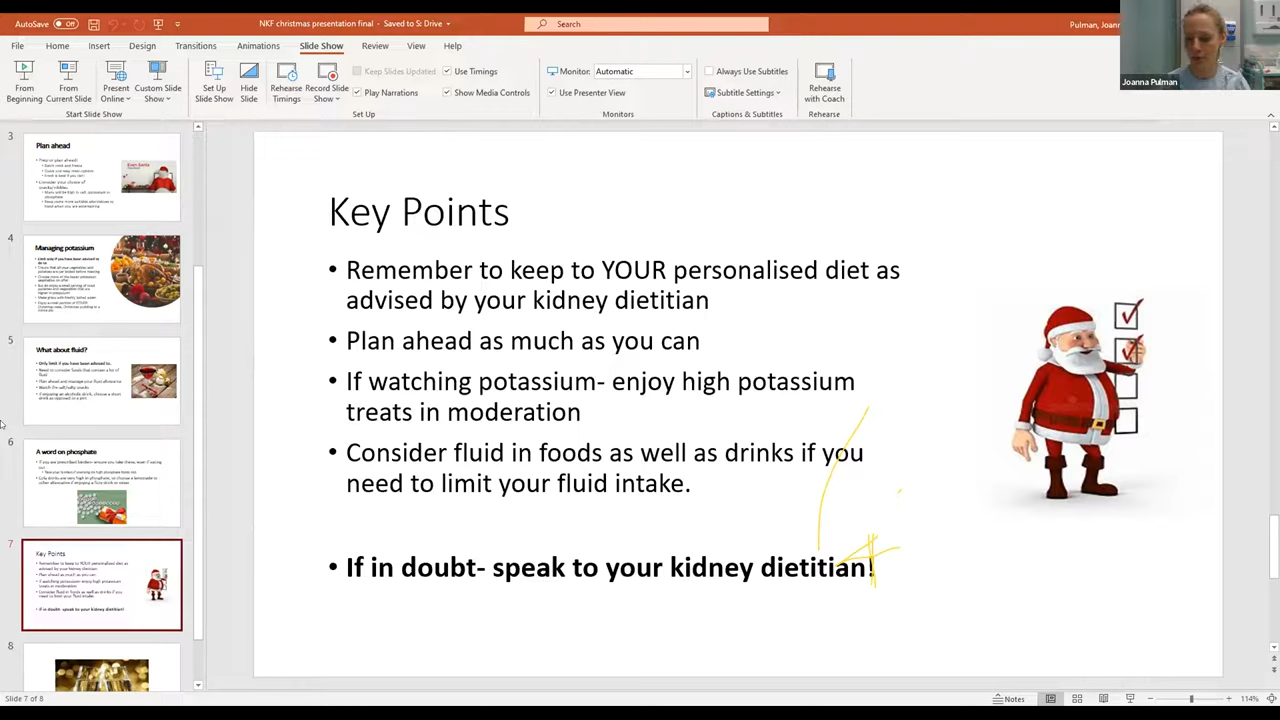 AutoSave Off
NKF christmas presentation final - Saved to S: Drive
Search
Pulman, Joann
File Home Insert Design Transitions Animations Slide Show Review View Help
From Beginning
From Current Slide
Present Online
Custom Slide Show
Set Up Slide Show
Hide Slide
Rehearse Timings
Record Slide Show
Keep Slides Updated
Play Narrations
Use Timings
Show Media Controls
Monitor: Automatic
Use Presenter View
Always Use Subtitles
Subtitle Settings
Rehearse with Coach
Start Slide Show
Set Up
Monitors
Captions & Subtitles
Rehearse
Joanna Pulman
3
Plan ahead
4
Managing potassium
5
What about fluid?
6
A word on phosphate
7
Key Points
8
Key Points
• Remember to keep to YOUR personalised diet as
advised by your kidney dietitian
• Plan ahead as much as you can
• If watching potassium- enjoy high potassium
treats in moderation
• Consider fluid in foods as well as drinks if you
need to limit your fluid intake.
• If in doubt- speak to your kidney dietitian!
Slide 7 of 8
Notes
114%